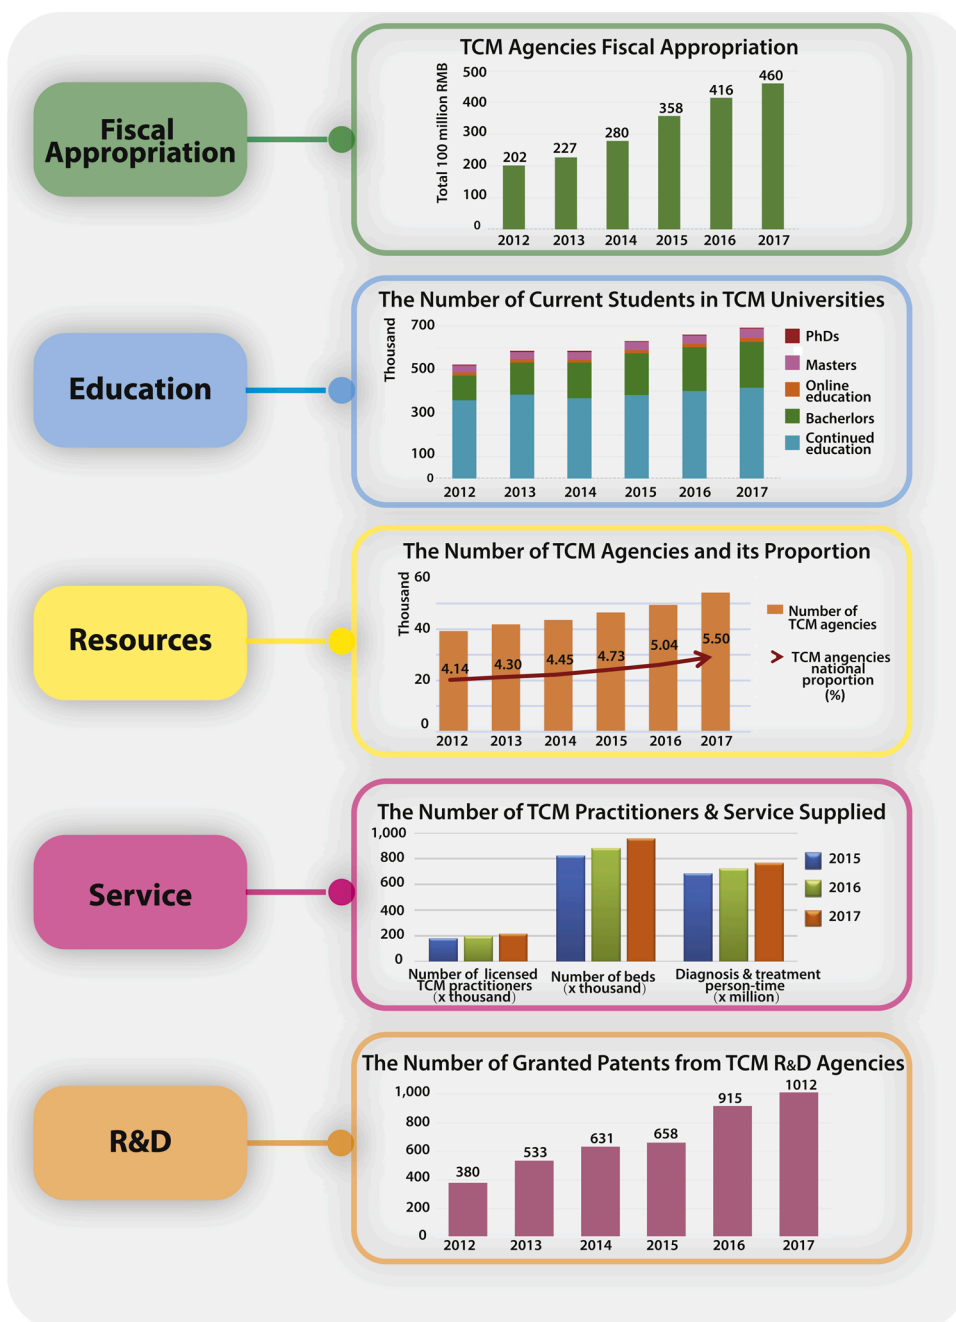 Fiscal
Appropriation
TCM Agencies Fiscal Appropriation
Total 100 million RMB
500
400
300
200
100
0
202
227
280
358
416
460
2012
2013
2014
2015
2016
2017
Education
The Number of Current Students in TCM Universities
Thousand
700
500
300
100
0
2012
2013
2014
2015
2016
2017
PhDs
Masters
Online
education
Bacherlors
Continued
education
Resources
The Number of TCM Agencies and its Proportion
Thousand
60
40
20
0
4.14
4.30
4.45
4.73
5.04
5.50
2012
2013
2014
2015
2016
2017
Number of
TCM agencies
TCM angencies
national
proportion
(%)
Service
The Number of TCM Practitioners & Service Supplied
1,000
800
600
400
200
0
Number of licensed
TCM practitioners
(x thousand)
Number of beds
(x thousand)
Diagnosis & treatment
person-time
(x million)
2015
2016
2017
R&D
The Number of Granted Patents from TCM R&D Agencies
1,000
800
600
400
200
0
380
533
631
658
915
1012
2012
2013
2014
2015
2016
2017